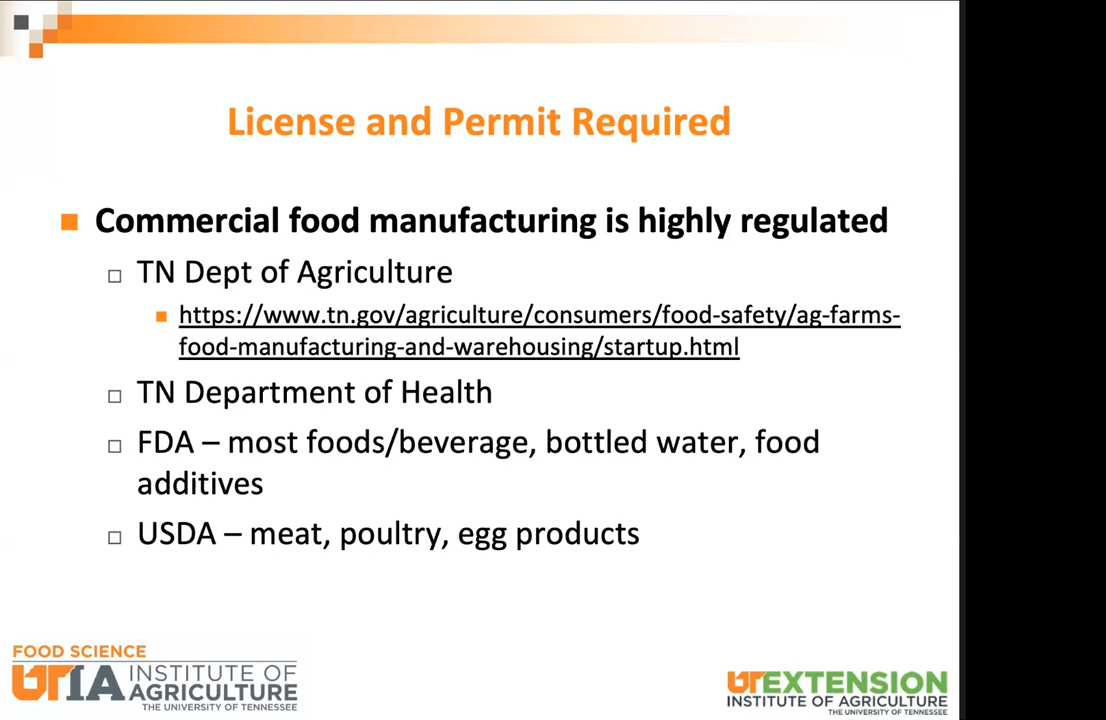 License and Permit Required
Commercial food manufacturing is highly regulated
TN Dept of Agriculture
https://www.tn.gov/agriculture/consumers/food-safety/ag-farms-
food-manufacturing-and-warehousing/startup.html
TN Department of Health
FDA – most foods/beverage, bottled water, food
additives
USDA – meat, poultry, egg products
FOOD SCIENCE
UTIA INSTITUTE OF
AGRICULTURE
THE UNIVERSITY OF TENNESSEE
UTEXTENSION
INSTITUTE OF AGRICULTURE
THE UNIVERSITY OF TENNESSEE